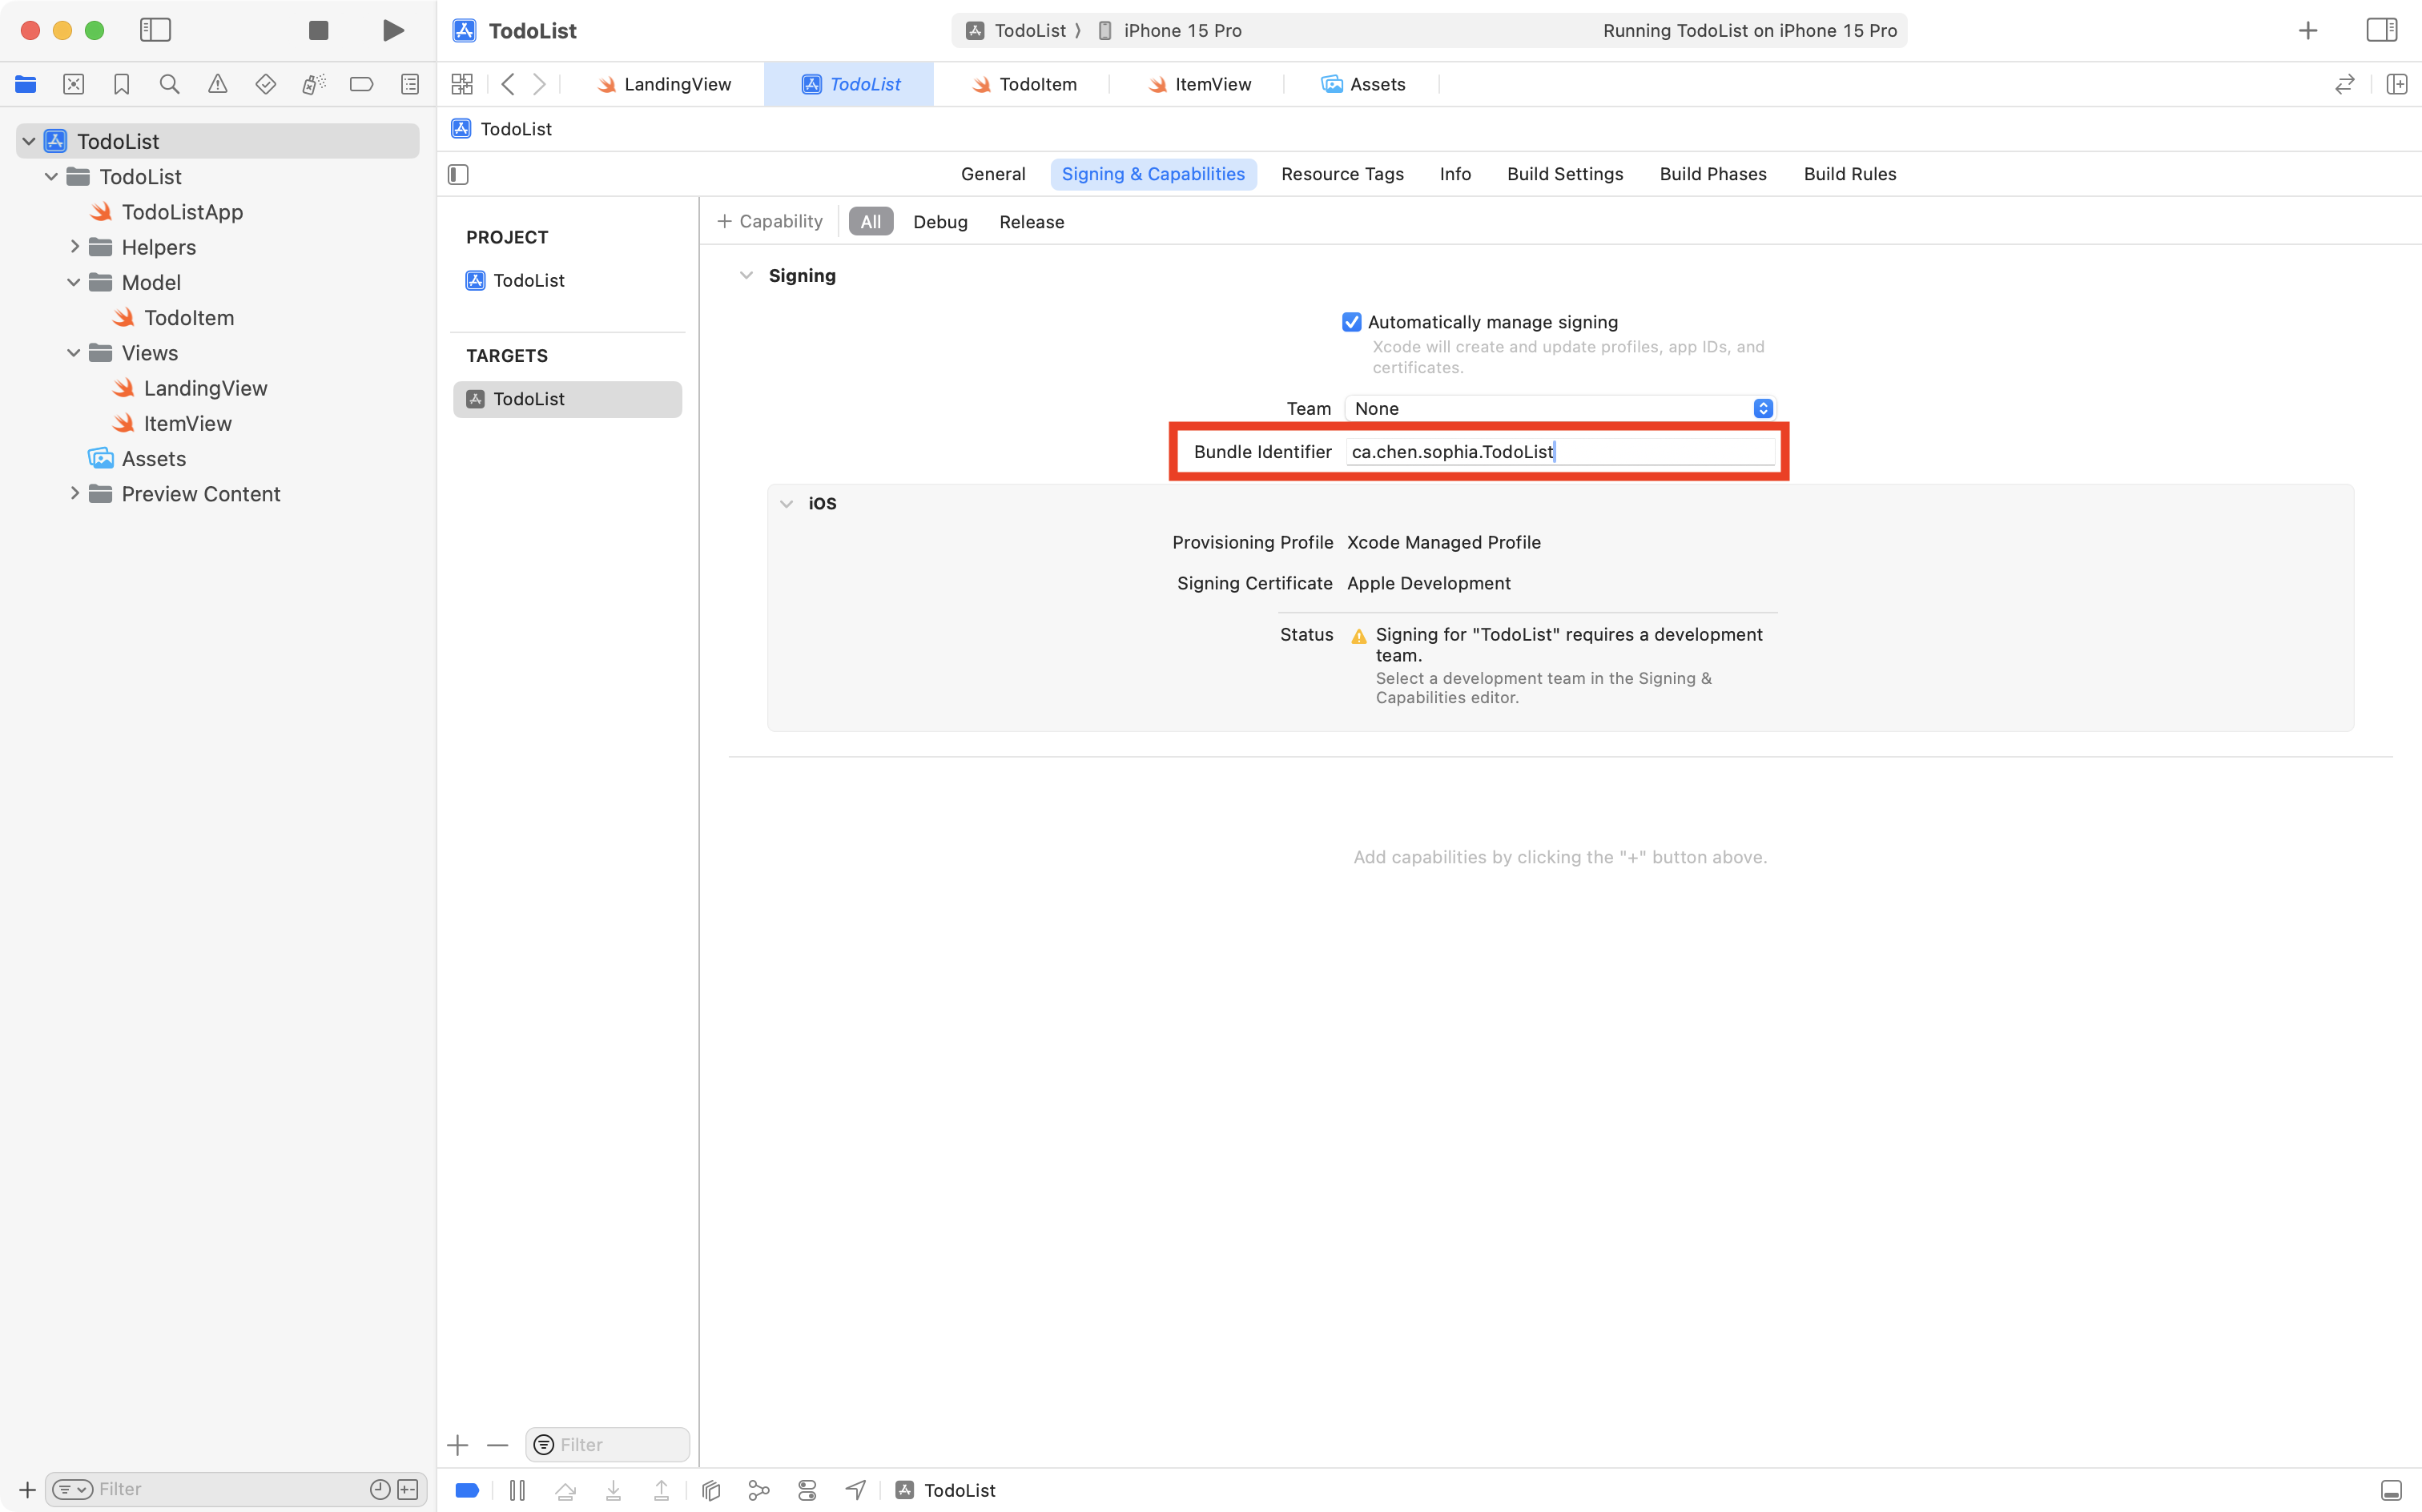 TodoList
TodoList
iPhone 15 Pro
Running TodoList on iPhone 15 Pro
LandingView
TodoList
TodoItem
ItemView
Assets
TodoList
TodoList
TodoListApp
Helpers
Model
TodoItem
Views
LandingView
ItemView
Assets
Preview Content
TodoList
General
Signing & Capabilities
Resource Tags
Info
Build Settings
Build Phases
Build Rules
PROJECT
TodoList
TARGETS
TodoList
+ Capability
All
Debug
Release
Signing
Automatically manage signing
Xcode will create and update profiles, app IDs, and
certificates.
Team None
Bundle Identifier ca.chen.sophia.TodoList
iOS
Provisioning Profile Xcode Managed Profile
Signing Certificate Apple Development
Status Signing for "TodoList" requires a development
team.
Select a development team in the Signing &
Capabilities editor.
Add capabilities by clicking the "+" button above.
Filter
Filter
TodoList